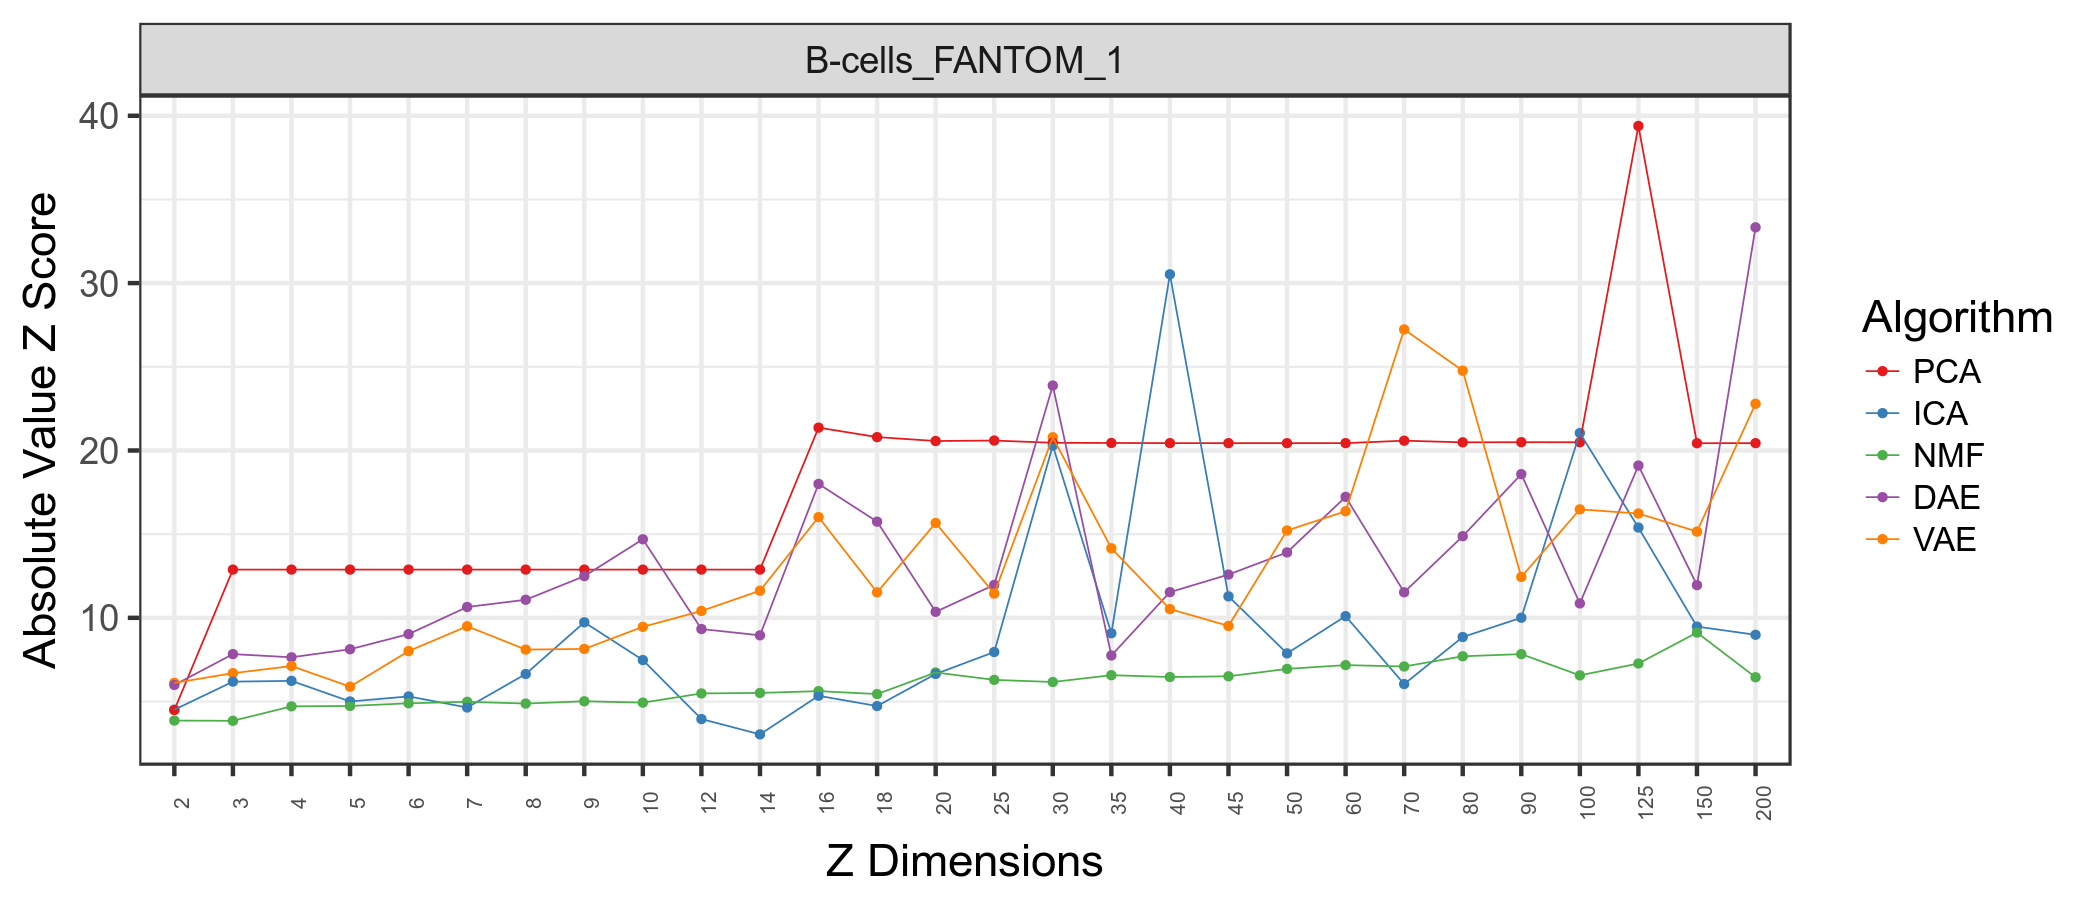 B-cells_FANTOM_1
Absolute Value Z Score
40
30
20
10
2 3 4 5 6 7 8 9 10 12 14 16 18 20 25 30 35 40 45 50 60 70 80 90 100 125 150 200
Z Dimensions
Algorithm
PCA
ICA
NMF
DAE
VAE